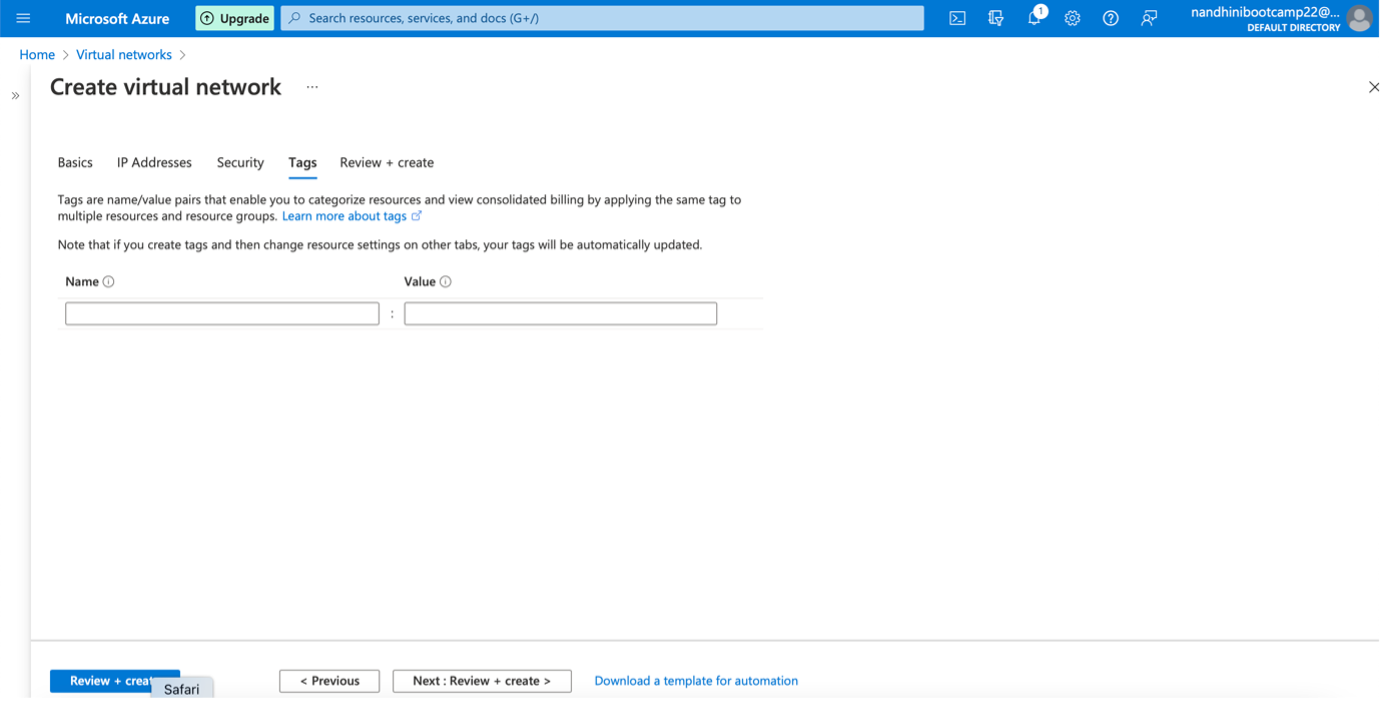 Microsoft Azure Upgrade Search resources, services, and docs (G+/) 1 nandhinibootcamp22@...
DEFAULT DIRECTORY
Home > Virtual networks >
» Create virtual network ...
Basics IP Addresses Security Tags Review + create
Tags are name/value pairs that enable you to categorize resources and view consolidated billing by applying the same tag to
multiple resources and resource groups. Learn more about tags
Note that if you create tags and then change resource settings on other tabs, your tags will be automatically updated.
Name Value
:
Review + creat < Previous Next : Review + create > Download a template for automation
Safari